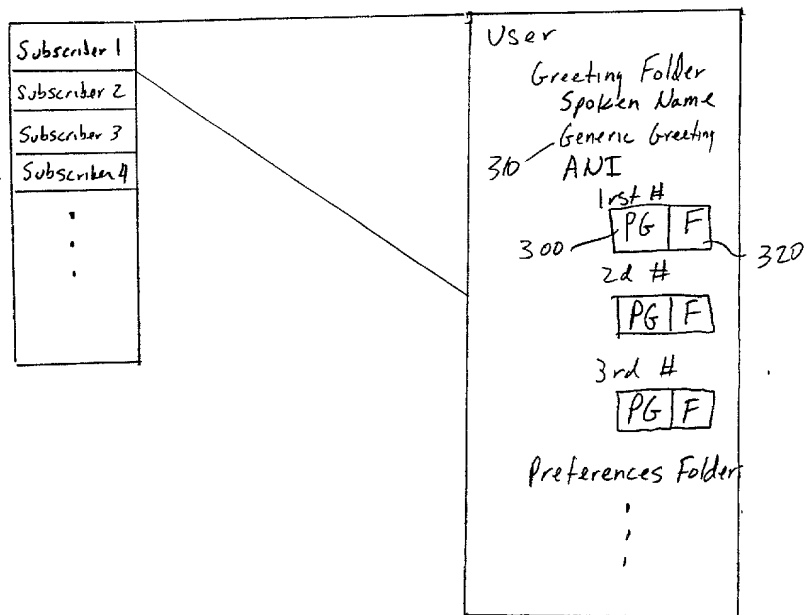 Subscriber 1
Subscriber 2
Subscriber 3
Subscriber 4
User
Greeting Folder
Spoken Name
Generic Greeting
310
ANI
1rst #
300 PG F 320
2d #
PG F
3rd #
PG F
Preferences Folder